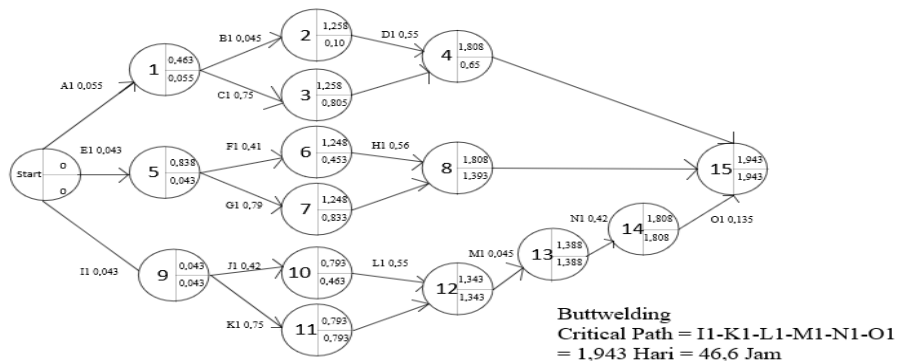 Start
0
0
A1 0,055
1
0,463
0,055
B1 0,045
2
1,258
0,10
C1 0,75
3
1,258
0,805
D1 0,55
4
1,808
0,65
E1 0,043
5
0,838
0,043
F1 0,41
6
1,248
0,453
G1 0,79
7
1,248
0,833
H1 0,56
8
1,808
1,393
15
1,943
1,943
I1 0,043
9
0,043
0,043
J1 0,42
10
0,793
0,463
K1 0,75
11
0,793
0,793
L1 0,55
12
1,343
1,343
M1 0,045
13
1,388
1,388
N1 0,42
14
1,808
1,808
O1 0,135
Buttwelding
Critical Path = I1-K1-L1-M1-N1-O1
= 1,943 Hari = 46,6 Jam